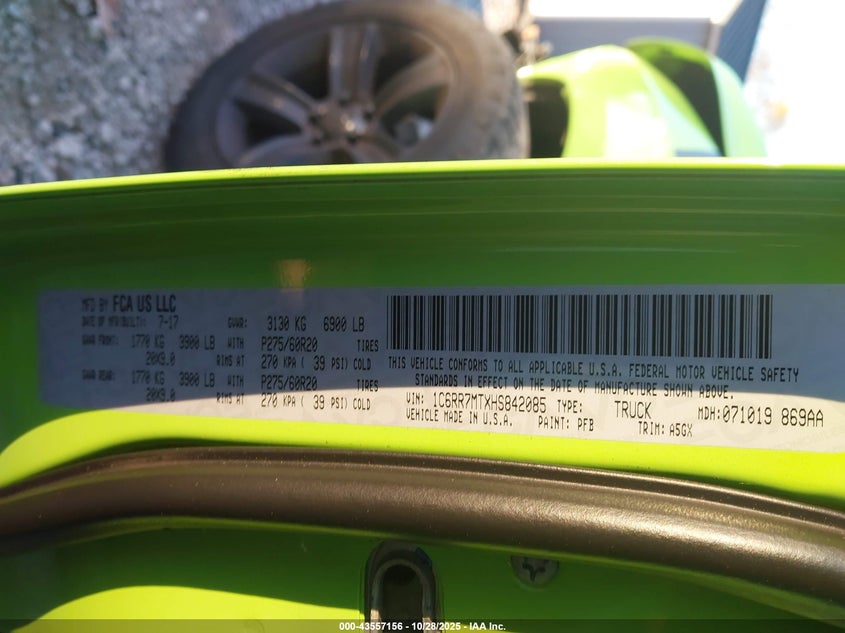 MFD BY FCA US LLC
DATE OF MFR(BUILT): 7-17 GVWR: 3130 KG 6900 LB
GAWR FRONT: 1770 KG 3900 LB WITH P275/60R20 TIRES
20X9.0 RIMS AT 270 KPA ( 39 PSI) COLD
GAWR REAR: 1770 KG 3900 LB WITH P275/60R20 TIRES
20X9.0 RIMS AT 270 KPA ( 39 PSI) COLD
THIS VEHICLE CONFORMS TO ALL APPLICABLE U.S.A. FEDERAL MOTOR VEHICLE SAFETY
STANDARDS IN EFFECT ON THE DATE OF MANUFACTURE SHOWN ABOVE.
VIN: 1C6RR7MTXHS842085 TYPE: TRUCK MDH: 071019 869AA
VEHICLE MADE IN U.S.A. PAINT: PFB TRIM: A5GX
000-43557156 - 10/28/2025 - IAA Inc.